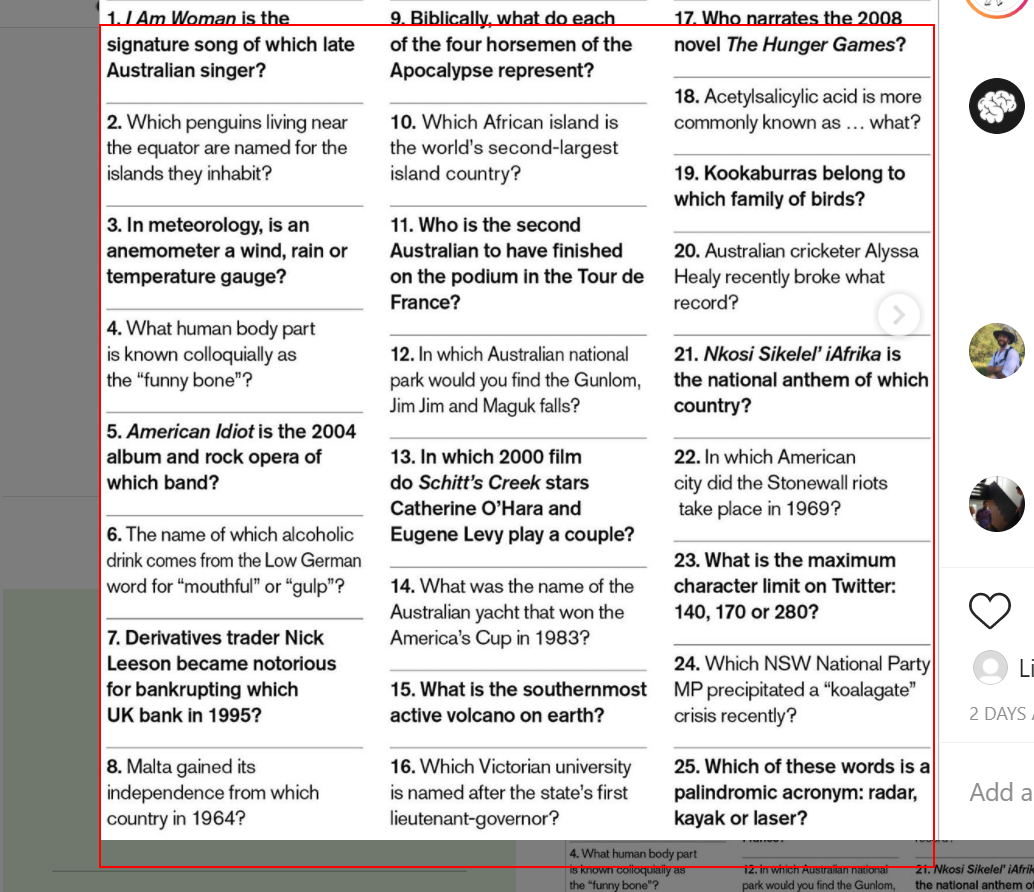 1. I Am Woman is the
signature song of which late
Australian singer?
2. Which penguins living near
the equator are named for the
islands they inhabit?
3. In meteorology, is an
anemometer a wind, rain or
temperature gauge?
4. What human body part
is known colloquially as
the “funny bone”?
5. American Idiot is the 2004
album and rock opera of
which band?
6. The name of which alcoholic
drink comes from the Low German
word for “mouthful” or “gulp”?
7. Derivatives trader Nick
Leeson became notorious
for bankrupting which
UK bank in 1995?
8. Malta gained its
independence from which
country in 1964?
9. Biblically, what do each
of the four horsemen of the
Apocalypse represent?
10. Which African island is
the world’s second-largest
island country?
11. Who is the second
Australian to have finished
on the podium in the Tour de
France?
12. In which Australian national
park would you find the Gunlom,
Jim Jim and Maguk falls?
13. In which 2000 film
do Schitt’s Creek stars
Catherine O’Hara and
Eugene Levy play a couple?
14. What was the name of the
Australian yacht that won the
America’s Cup in 1983?
15. What is the southernmost
active volcano on earth?
16. Which Victorian university
is named after the state’s first
lieutenant-governor?
17. Who narrates the 2008
novel The Hunger Games?
18. Acetylsalicylic acid is more
commonly known as … what?
19. Kookaburras belong to
which family of birds?
20. Australian cricketer Alyssa
Healy recently broke what
record?
21. Nkosi Sikelel’ iAfrika is
the national anthem of which
country?
22. In which American
city did the Stonewall riots
take place in 1969?
23. What is the maximum
character limit on Twitter:
140, 170 or 280?
24. Which NSW National Party
MP precipitated a “koalagate”
crisis recently?
25. Which of these words is a
palindromic acronym: radar,
kayak or laser?
Li
2 DAYS
Add a
4. What human body part
is known colloquially as
the “funny bone”?
12. In which Australian national
park would you find the Gunlom,
21. Nkosi Sikelel’ iAfrik
the national anthem o